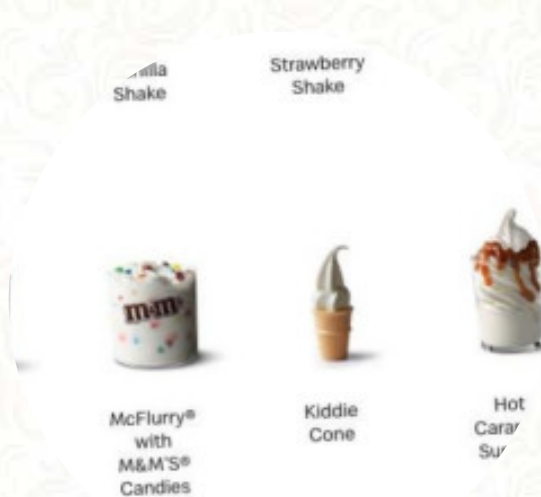 Strawberry
Shake
Shake
m&m's
McFlurry®
with
M&M'S®
Candies
Kiddie
Cone
Hot